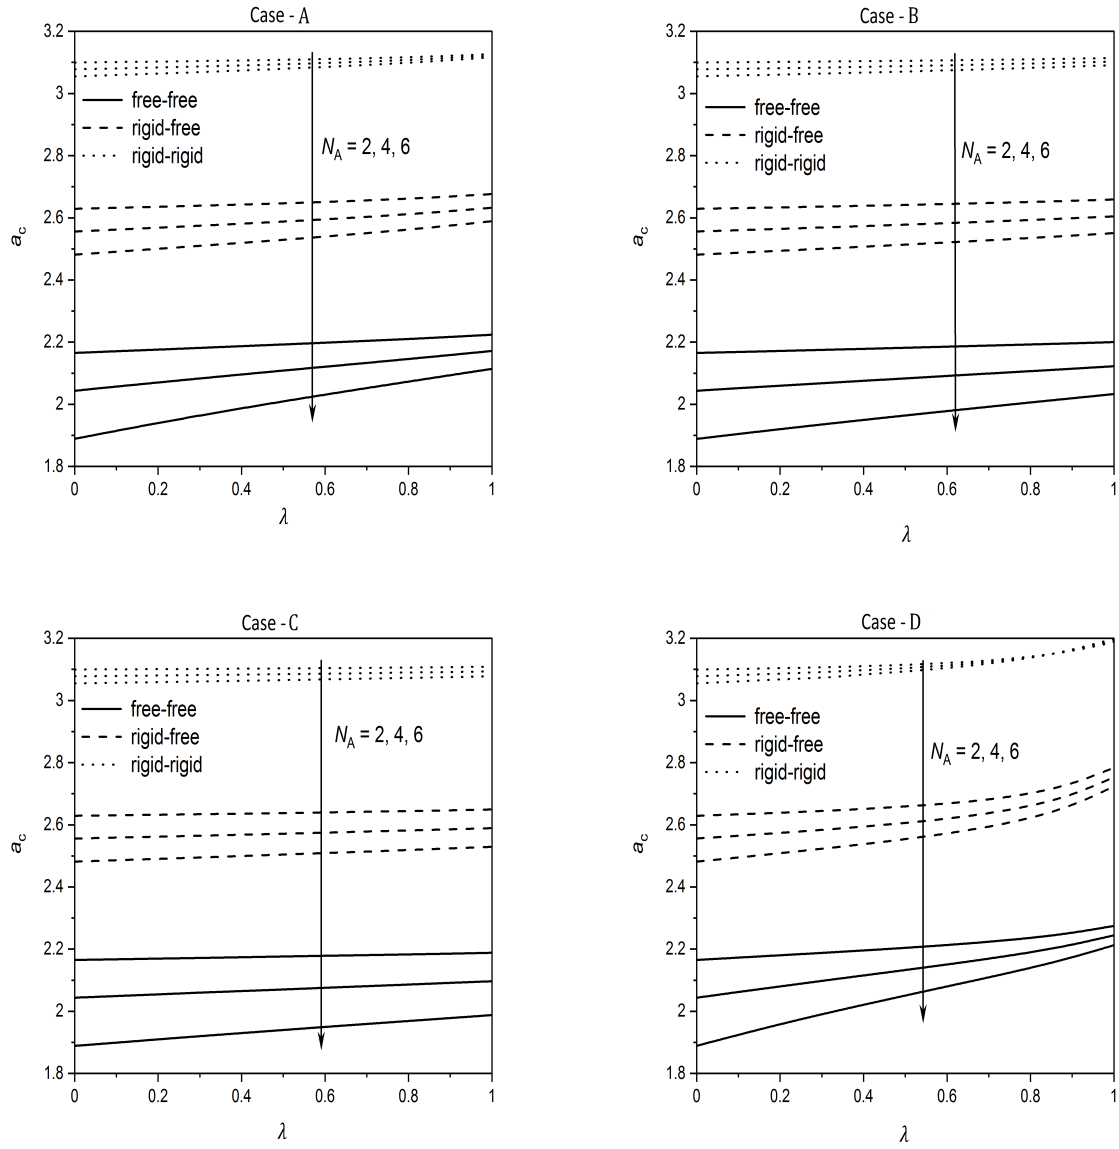 Case - A
3.2
3
2.8
2.6
2.4
2.2
2
1.8
a_c
free-free
rigid-free
rigid-rigid
N_A = 2, 4, 6
0 0.2 0.4 0.6 0.8 1
λ
Case - B
3.2
3
2.8
2.6
2.4
2.2
2
1.8
a_c
free-free
rigid-free
rigid-rigid
N_A = 2, 4, 6
0 0.2 0.4 0.6 0.8 1
λ
Case - C
3.2
3
2.8
2.6
2.4
2.2
2
1.8
a_c
free-free
rigid-free
rigid-rigid
N_A = 2, 4, 6
0 0.2 0.4 0.6 0.8 1
λ
Case - D
3.2
3
2.8
2.6
2.4
2.2
2
1.8
a_c
free-free
rigid-free
rigid-rigid
N_A = 2, 4, 6
0 0.2 0.4 0.6 0.8 1
λ